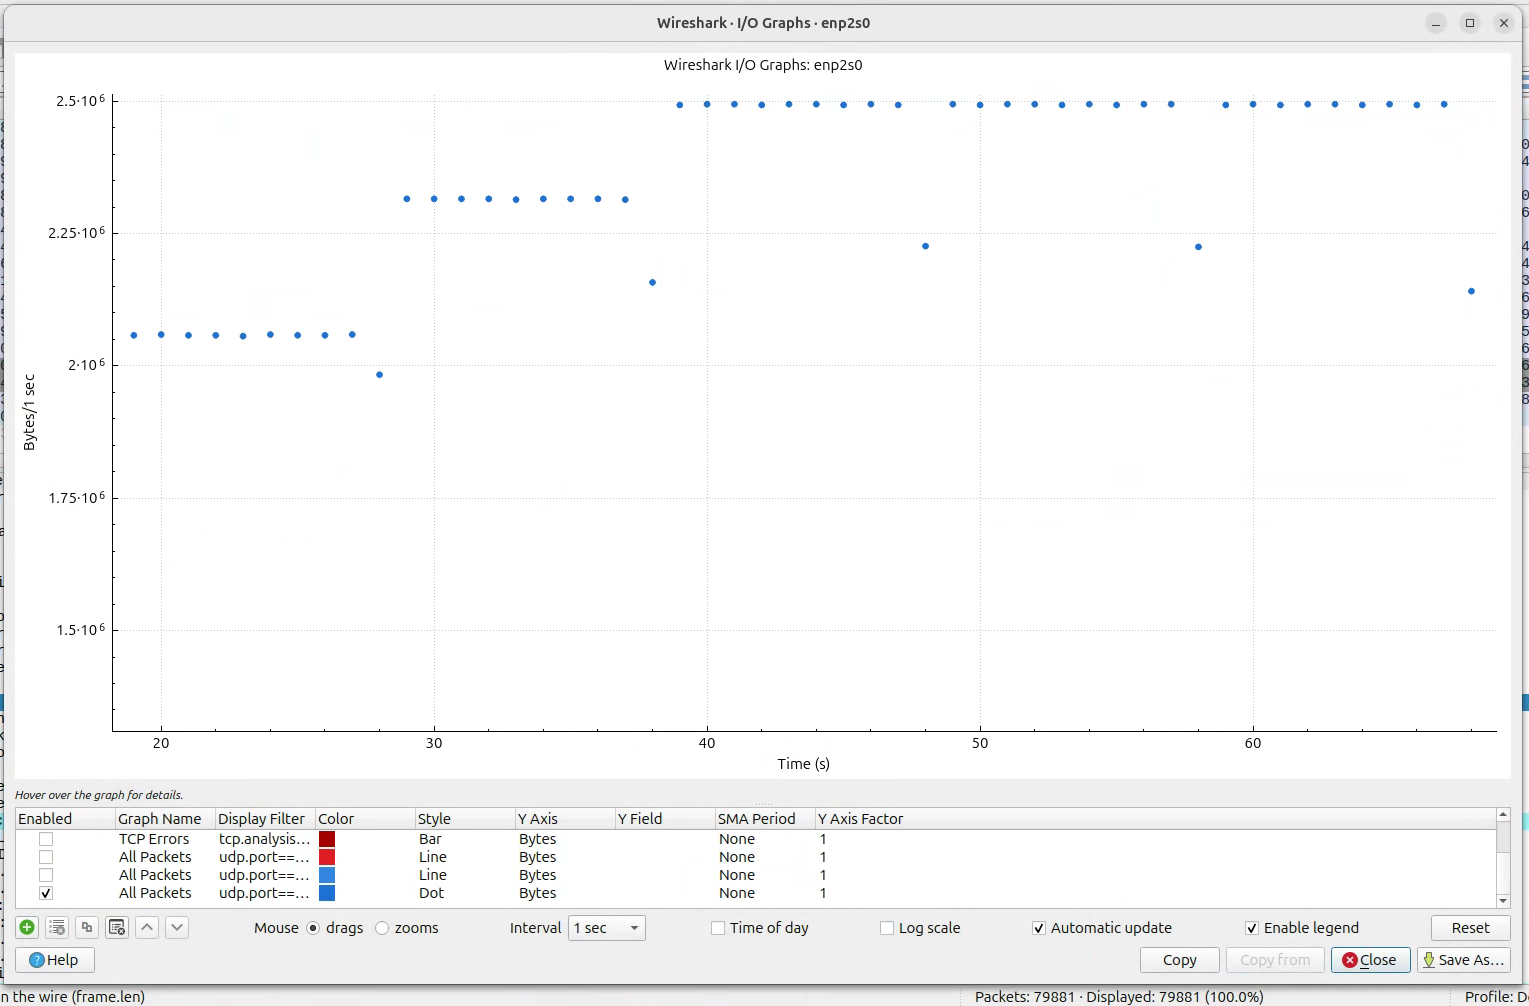 Wireshark · I/O Graphs · enp2s0
Wireshark I/O Graphs: enp2s0
2.5·10⁶
2.25·10⁶
2·10⁶
1.75·10⁶
1.5·10⁶
Bytes/1 sec
20 30 40 50 60
Time (s)
Hover over the graph for details.
Enabled Graph Name Display Filter Color Style Y Axis Y Field SMA Period Y Axis Factor
TCP Errors tcp.analysis... Bar Bytes None 1
All Packets udp.port==... Line Bytes None 1
All Packets udp.port==... Line Bytes None 1
All Packets udp.port==... Dot Bytes None 1
Mouse drags zooms Interval 1 sec Time of day Log scale Automatic update Enable legend Reset
Help Copy Copy from Close Save As...
n the wire (frame.len) Packets: 79881 · Displayed: 79881 (100.0%) Profile: D